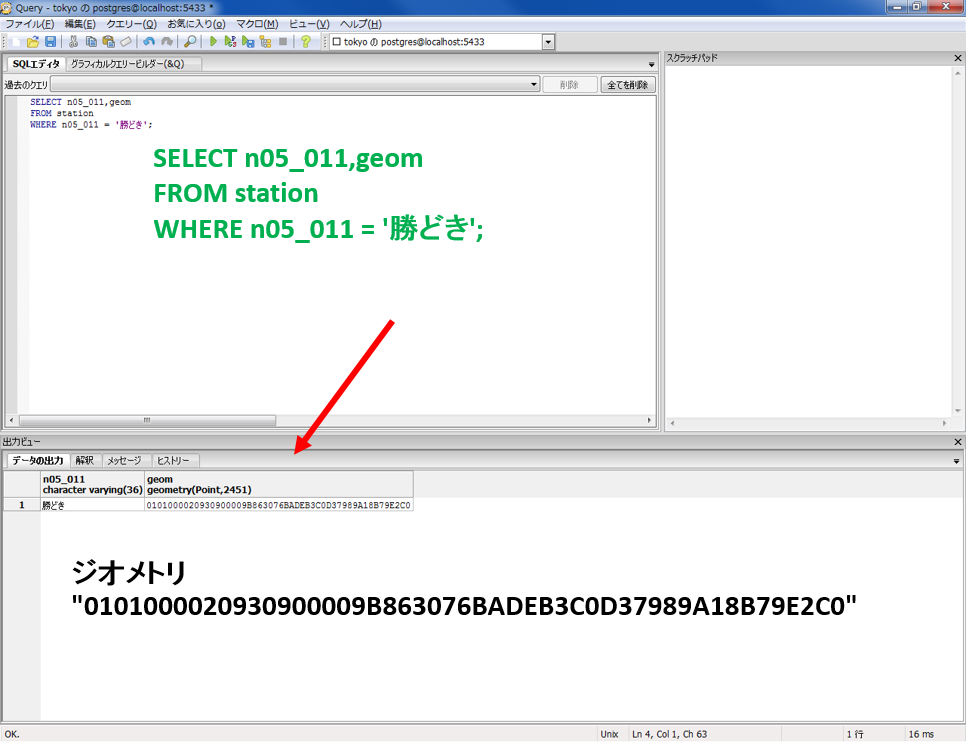 Query - tokyo の postgres@localhost:5433 *
ファイル(F) 編集(E) クエリー(Q) お気に入り(o) マクロ(M) ビュー(V) ヘルプ(H)
tokyo の postgres@localhost:5433
SQLエディタ グラフィカルクエリービルダー(&Q)
過去のクエリ 削除 全てを削除
SELECT n05_011,geom
FROM station
WHERE n05_011 = '勝どき';
SELECT n05_011,geom
FROM station
WHERE n05_011 = '勝どき';
スクラッチパッド
出力ビュー
データの出力 解釈 メッセージ ヒストリー
n05_011 geom
character varying(36) geometry(Point,2451)
1 勝どき 0101000020930900009B863076BADEB3C0D37989A18B79E2C0
ジオメトリ
"0101000020930900009B863076BADEB3C0D37989A18B79E2C0"
OK. Unix Ln 4, Col 1, Ch 63 1 行 16 ms